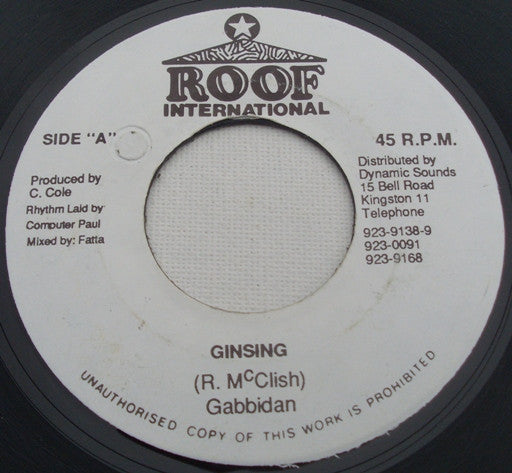 ROOF
INTERNATIONAL
SIDE "A"
45 R.P.M.
Produced by
C. Cole
Rhythm Laid by:
Computer Paul
Mixed by: Fatta
Distributed by
Dynamic Sounds
15 Bell Road
Kingston 11
Telephone
923-9138-9
923-0091
923-9168
GINSING
(R. McClish)
Gabbidan
UNAUTHORISED COPY OF THIS WORK IS PROHIBITED